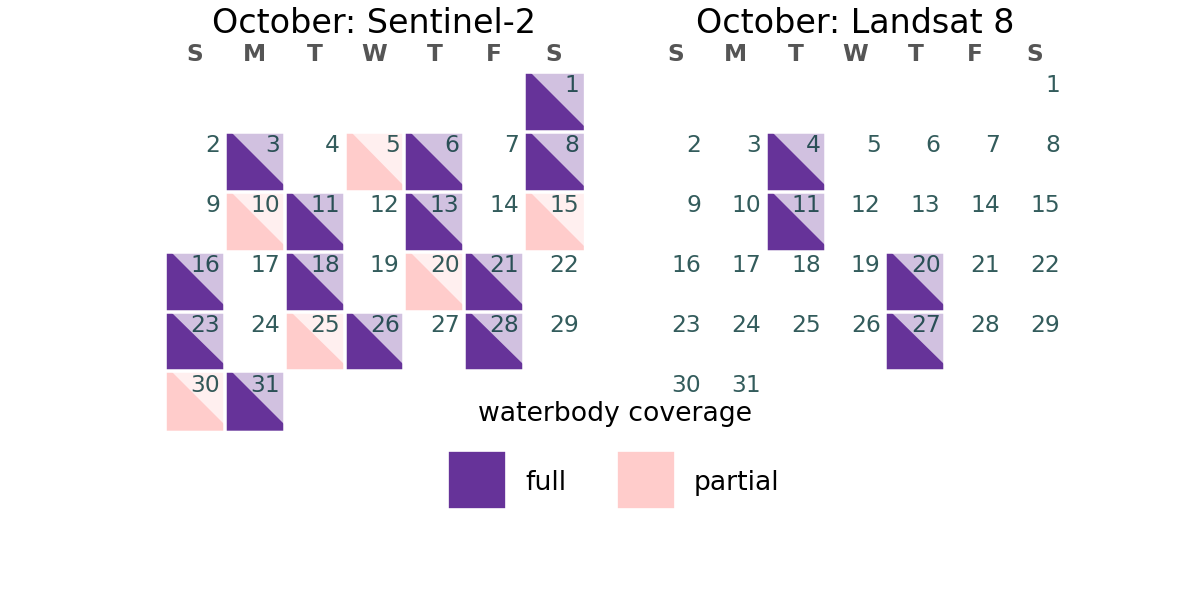 October: Sentinel-2
S M T W T F S
1
2 3 4 5 6 7 8
9 10 11 12 13 14 15
16 17 18 19 20 21 22
23 24 25 26 27 28 29
30 31
October: Landsat 8
S M T W T F S
1
2 3 4 5 6 7 8
9 10 11 12 13 14 15
16 17 18 19 20 21 22
23 24 25 26 27 28 29
30 31
waterbody coverage
full partial